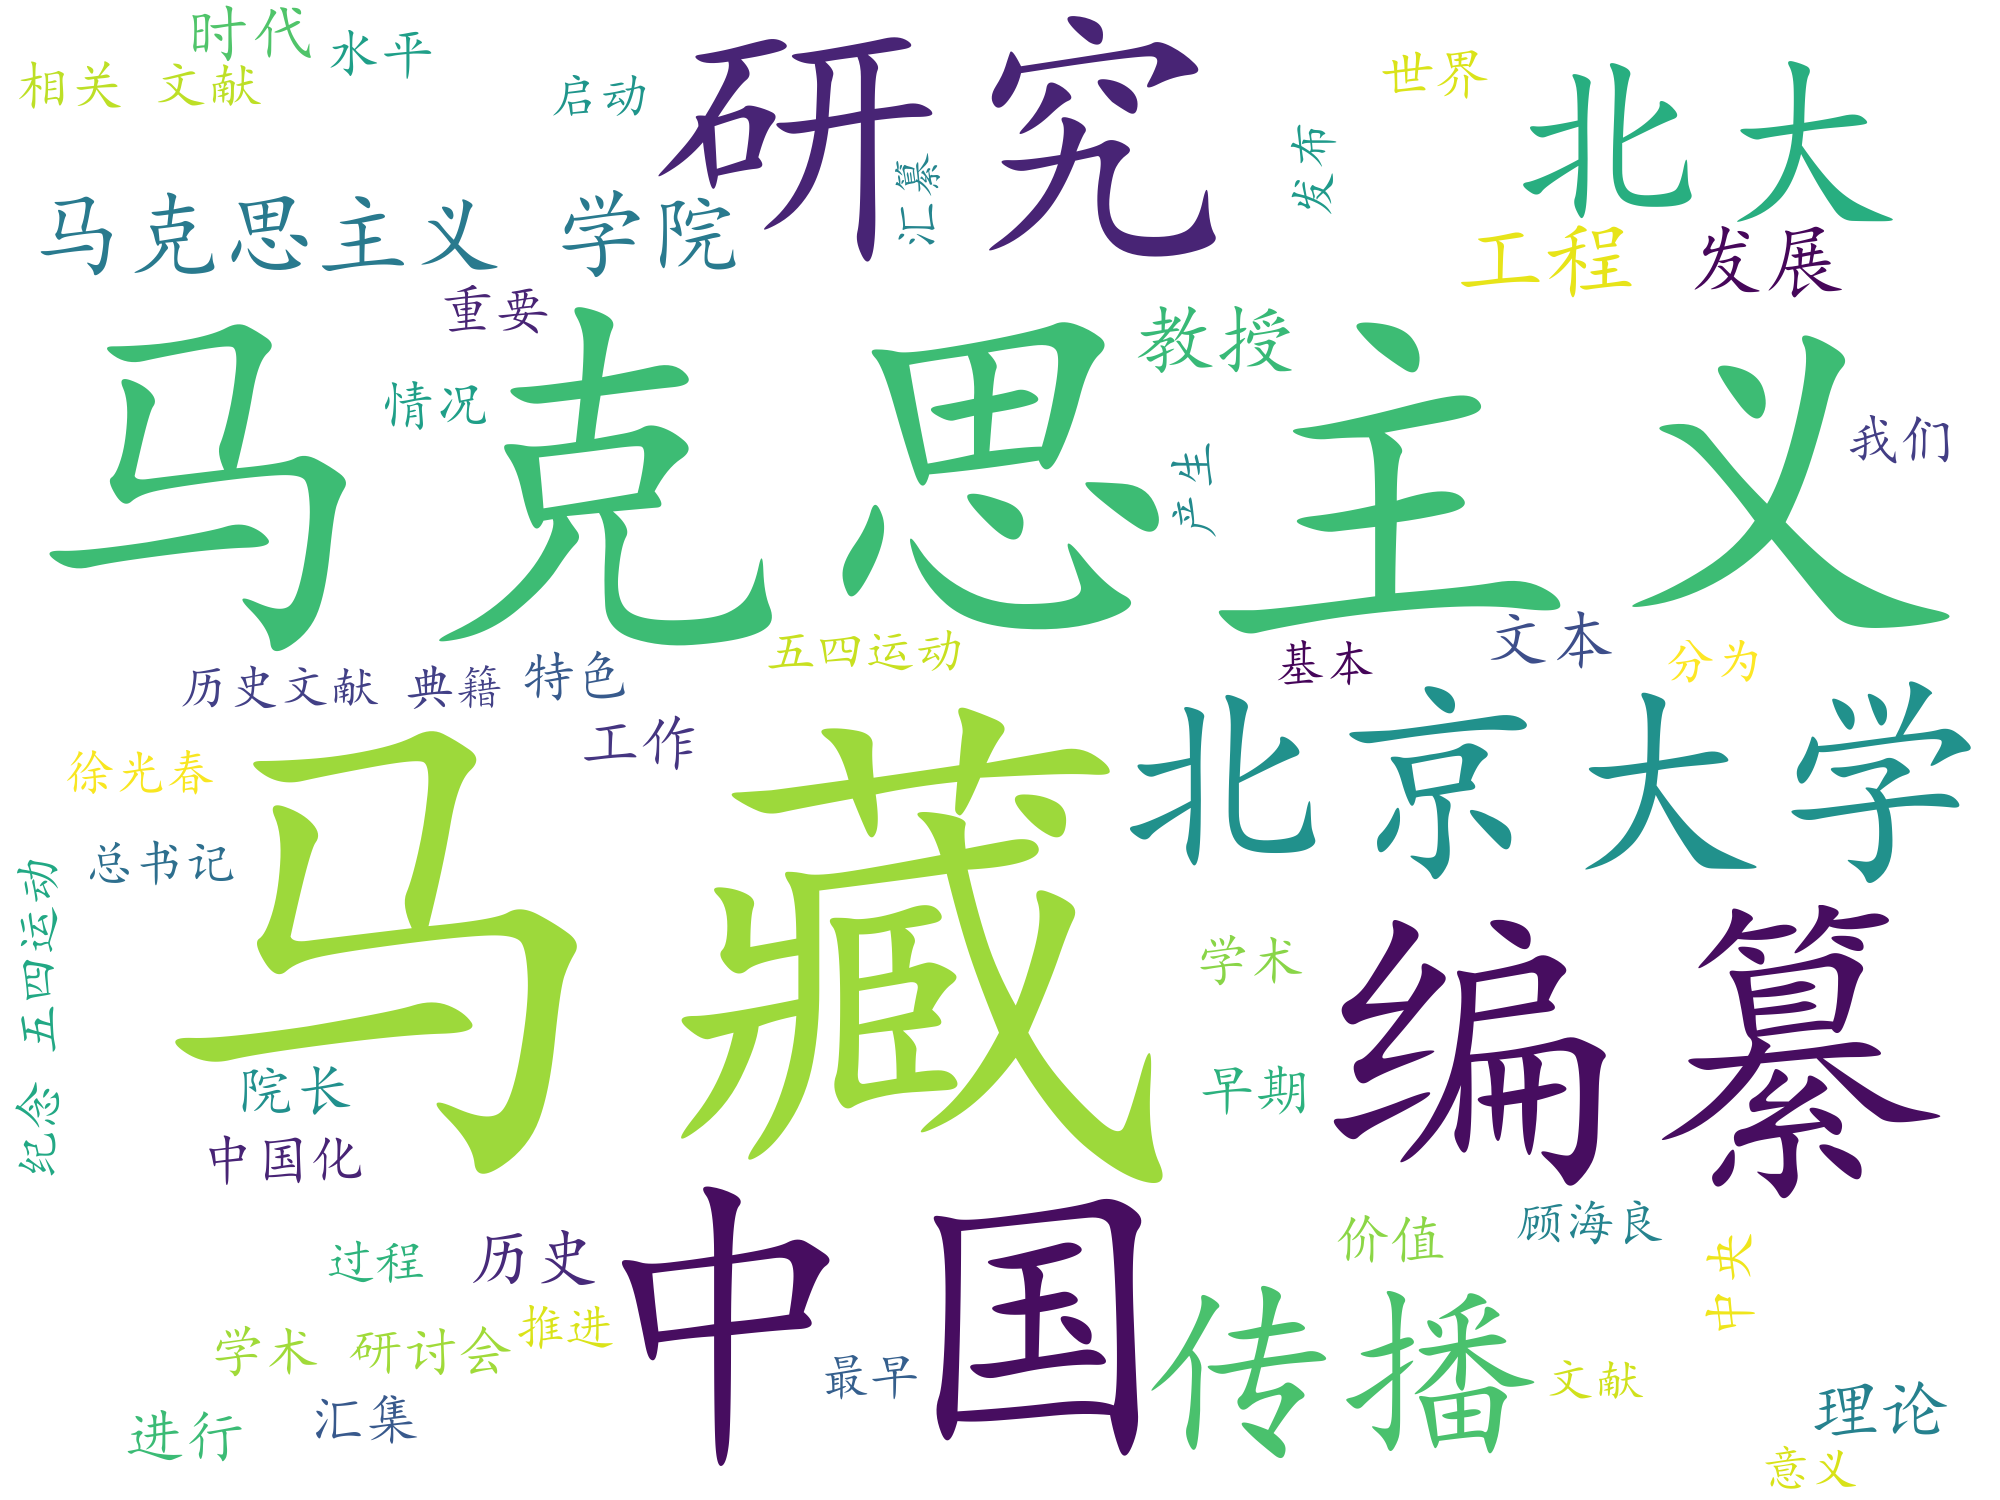 时代
水平
相关 文献
启动
研究
汇纂
世界
发布
北大
马克思主义 学院
工程
发展
重要
教授
马克思主义
情况
我们
产生
五四运动
基本
文本
分为
历史文献
典籍
特色
工作
北京大学
徐光春
马藏
总书记
纪念 五四运动
编纂
学术
早期
院长
中国化
中国
过程
历史
价值
顾海良
中央
传播
学术 研讨会
推进
最早
文献
理论
进行
汇集
意义